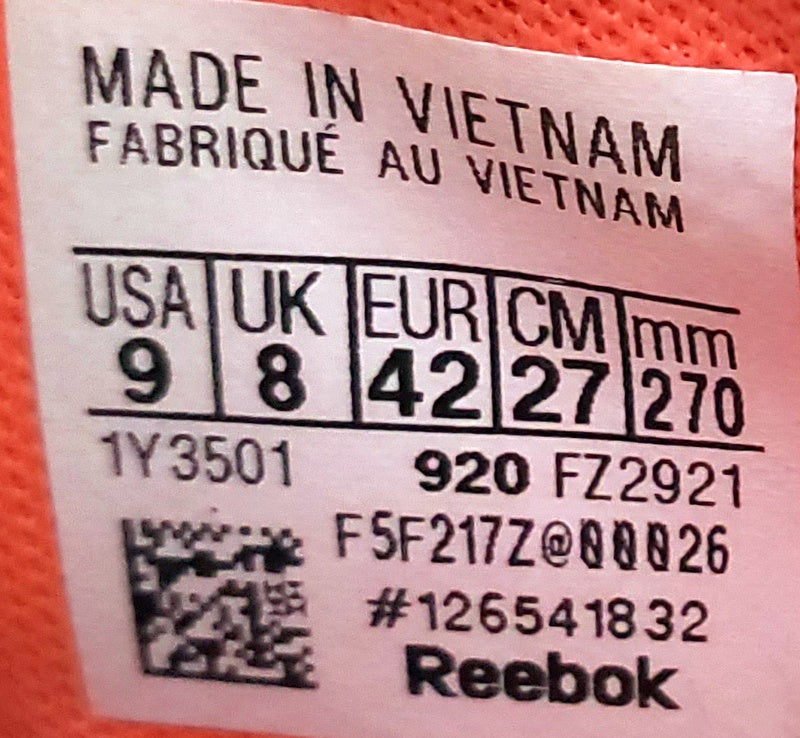 MADE IN VIETNAM
FABRIQUÉ AU VIETNAM
USA UK EUR CM mm
9 8 42 27 270
1Y3501 920 FZ2921
F5F217Z@00026
#126541832
Reebok